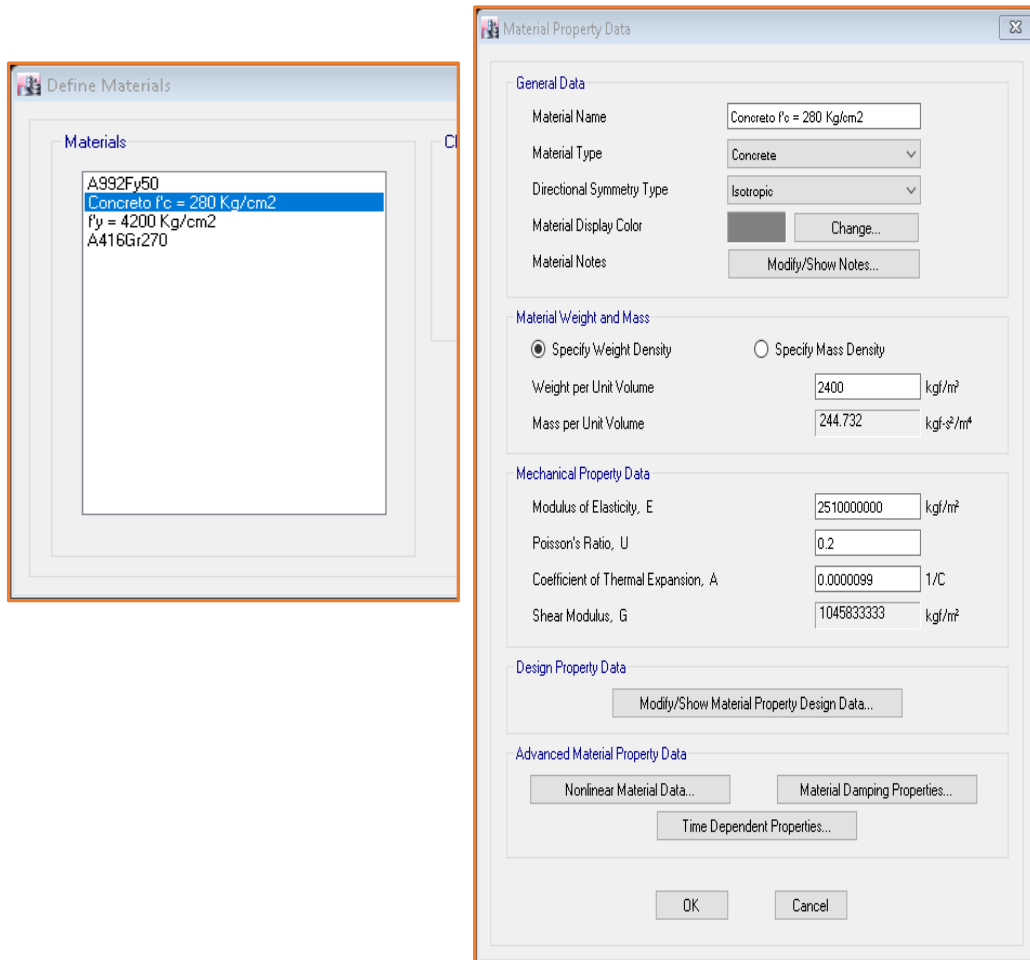 Define Materials
Materials
Cl
A992Fy50
Concreto f'c = 280 Kg/cm2
f'y = 4200 Kg/cm2
A416Gr270
Material Property Data
General Data
Material Name
Concreto f'c = 280 Kg/cm2
Material Type
Concrete
Directional Symmetry Type
Isotropic
Material Display Color
Change...
Material Notes
Modify/Show Notes...
Material Weight and Mass
Specify Weight Density
Specify Mass Density
Weight per Unit Volume
2400
kgf/m³
Mass per Unit Volume
244.732
kgf-s²/m⁴
Mechanical Property Data
Modulus of Elasticity, E
2510000000
kgf/m²
Poisson's Ratio, U
0.2
Coefficient of Thermal Expansion, A
0.0000099
1/C
Shear Modulus, G
1045833333
kgf/m²
Design Property Data
Modify/Show Material Property Design Data...
Advanced Material Property Data
Nonlinear Material Data...
Material Damping Properties...
Time Dependent Properties...
OK
Cancel